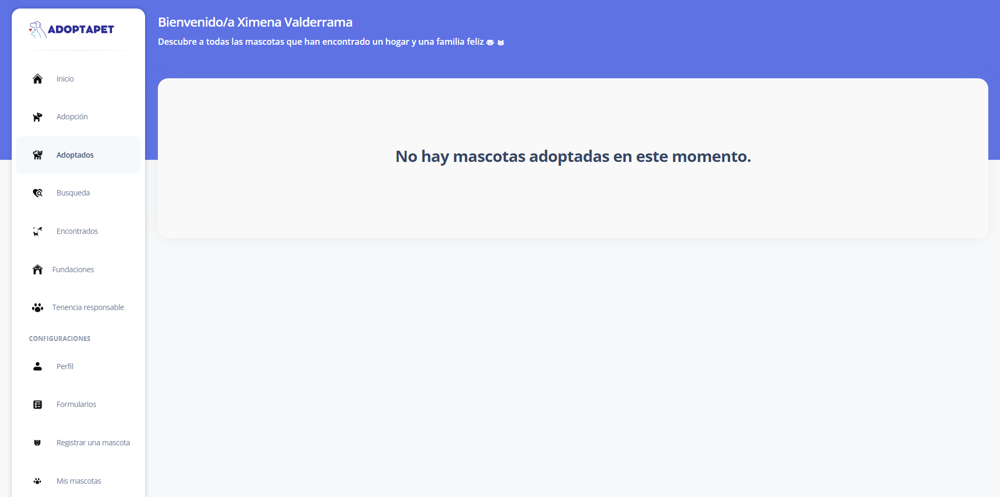 ADOPTAPET
Inicio
Adopción
Adoptados
Busqueda
Encontrados
Fundaciones
Tenencia responsable
CONFIGURACIONES
Perfil
Formularios
Registrar una mascota
Mis mascotas
Bienvenido/a Ximena Valderrama
Descubre a todas las mascotas que han encontrado un hogar y una familia feliz
No hay mascotas adoptadas en este momento.